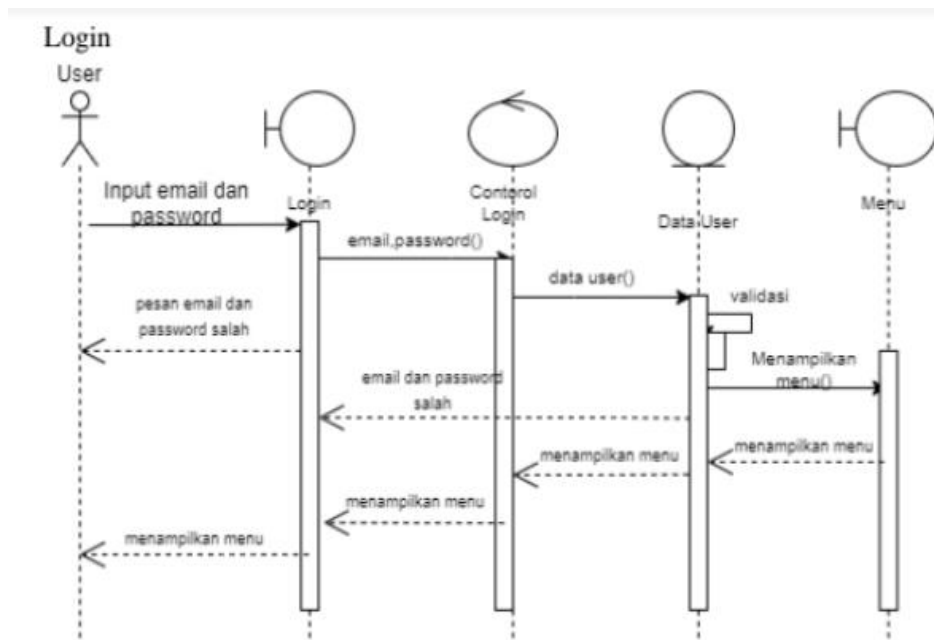 Login
User
Login
Contorol
Login
Data User
Menu
Input email dan
password
email,password()
data user()
validasi
pesan email dan
password salah
Menampilkan
menu()
email dan password
salah
menampilkan menu
menampilkan menu
menampilkan menu
menampilkan menu